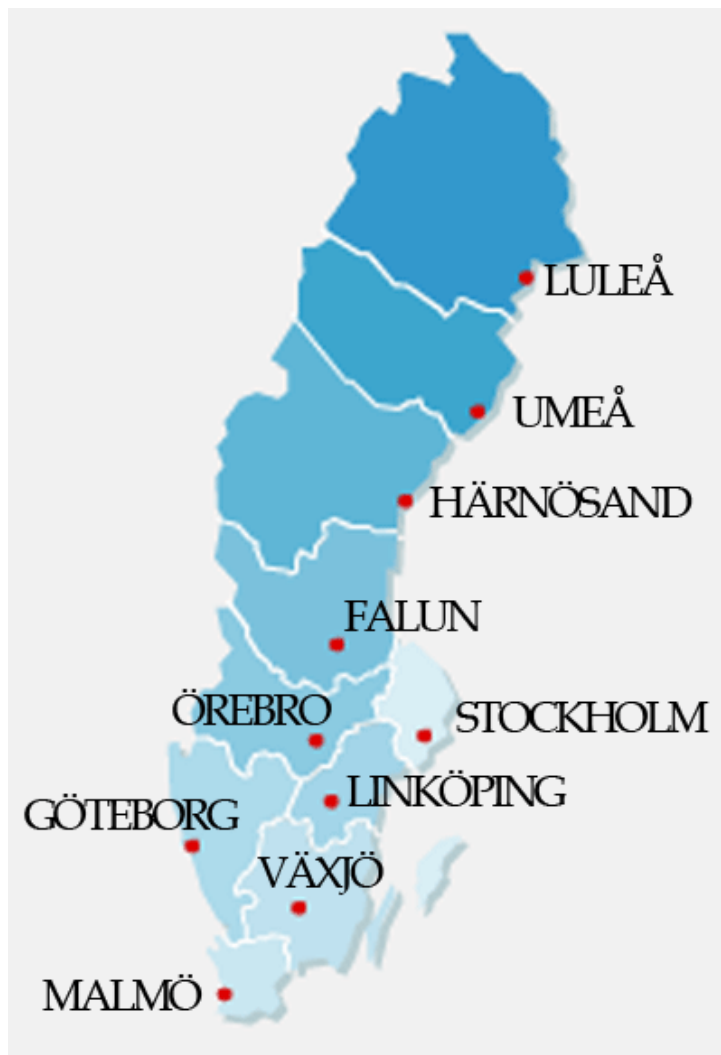 LULEÅ
UMEÅ
HÄRNÖSAND
FALUN
ÖREBRO
STOCKHOLM
LINKÖPING
GÖTEBORG
VÄXJÖ
MALMÖ